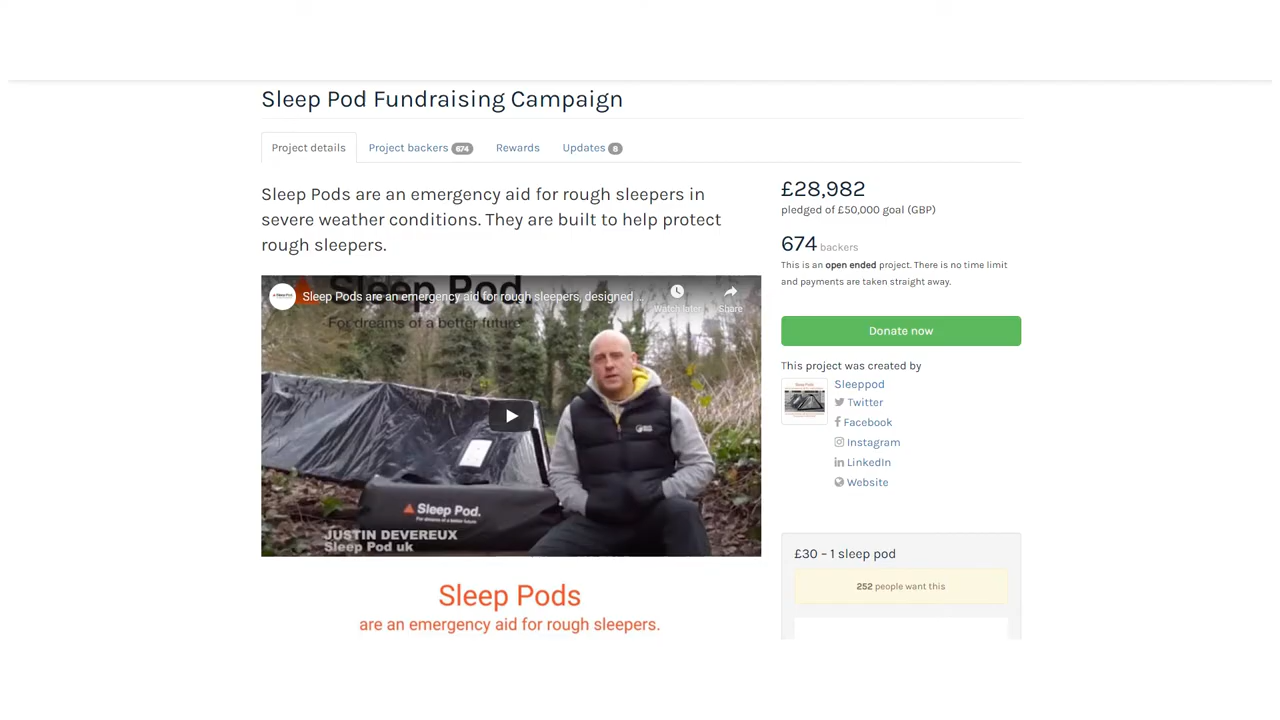 Sleep Pod Fundraising Campaign
Project details
Project backers 674
Rewards
Updates 8
Sleep Pods are an emergency aid for rough sleepers in
severe weather conditions. They are built to help protect
rough sleepers.
Sleep Pod.
Sleep Pods are an emergency aid for rough sleepers, designed ...
For dreams of a better future
Watch later
Share
Sleep Pod.
For dreams of a better future
JUSTIN DEVEREUX
Sleep Pod uk
Sleep Pods
are an emergency aid for rough sleepers.
£28,982
pledged of £50,000 goal (GBP)
674 backers
This is an open ended project. There is no time limit
and payments are taken straight away.
Donate now
This project was created by
Sleeppod
Twitter
Facebook
Instagram
LinkedIn
Website
£30 – 1 sleep pod
252 people want this